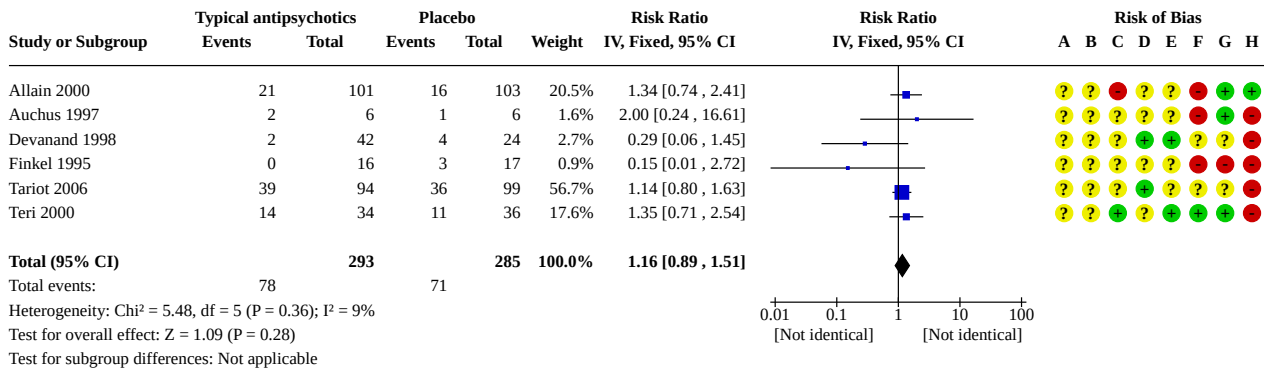 Typical antipsychotics Placebo Risk Ratio Risk Ratio Risk of Bias
Study or Subgroup Events Total Events Total Weight IV, Fixed, 95% CI IV, Fixed, 95% CI A B C D E F G H
Allain 2000 21 101 16 103 20.5% 1.34 [0.74 , 2.41] ? ? - ? ? - + +
Auchus 1997 2 6 1 6 1.6% 2.00 [0.24 , 16.61] ? ? ? ? ? - + -
Devanand 1998 2 42 4 24 2.7% 0.29 [0.06 , 1.45] ? ? ? + + ? ? -
Finkel 1995 0 16 3 17 0.9% 0.15 [0.01 , 2.72] ? ? ? ? ? - - -
Tariot 2006 39 94 36 99 56.7% 1.14 [0.80 , 1.63] ? ? ? + ? ? ? -
Teri 2000 14 34 11 36 17.6% 1.35 [0.71 , 2.54] ? ? + ? + + + -
Total (95% CI) 293 285 100.0% 1.16 [0.89 , 1.51]
Total events: 78 71
Heterogeneity: Chi² = 5.48, df = 5 (P = 0.36); I² = 9%
0.01 0.1 1 10 100
Test for overall effect: Z = 1.09 (P = 0.28)
[Not identical] [Not identical]
Test for subgroup differences: Not applicable